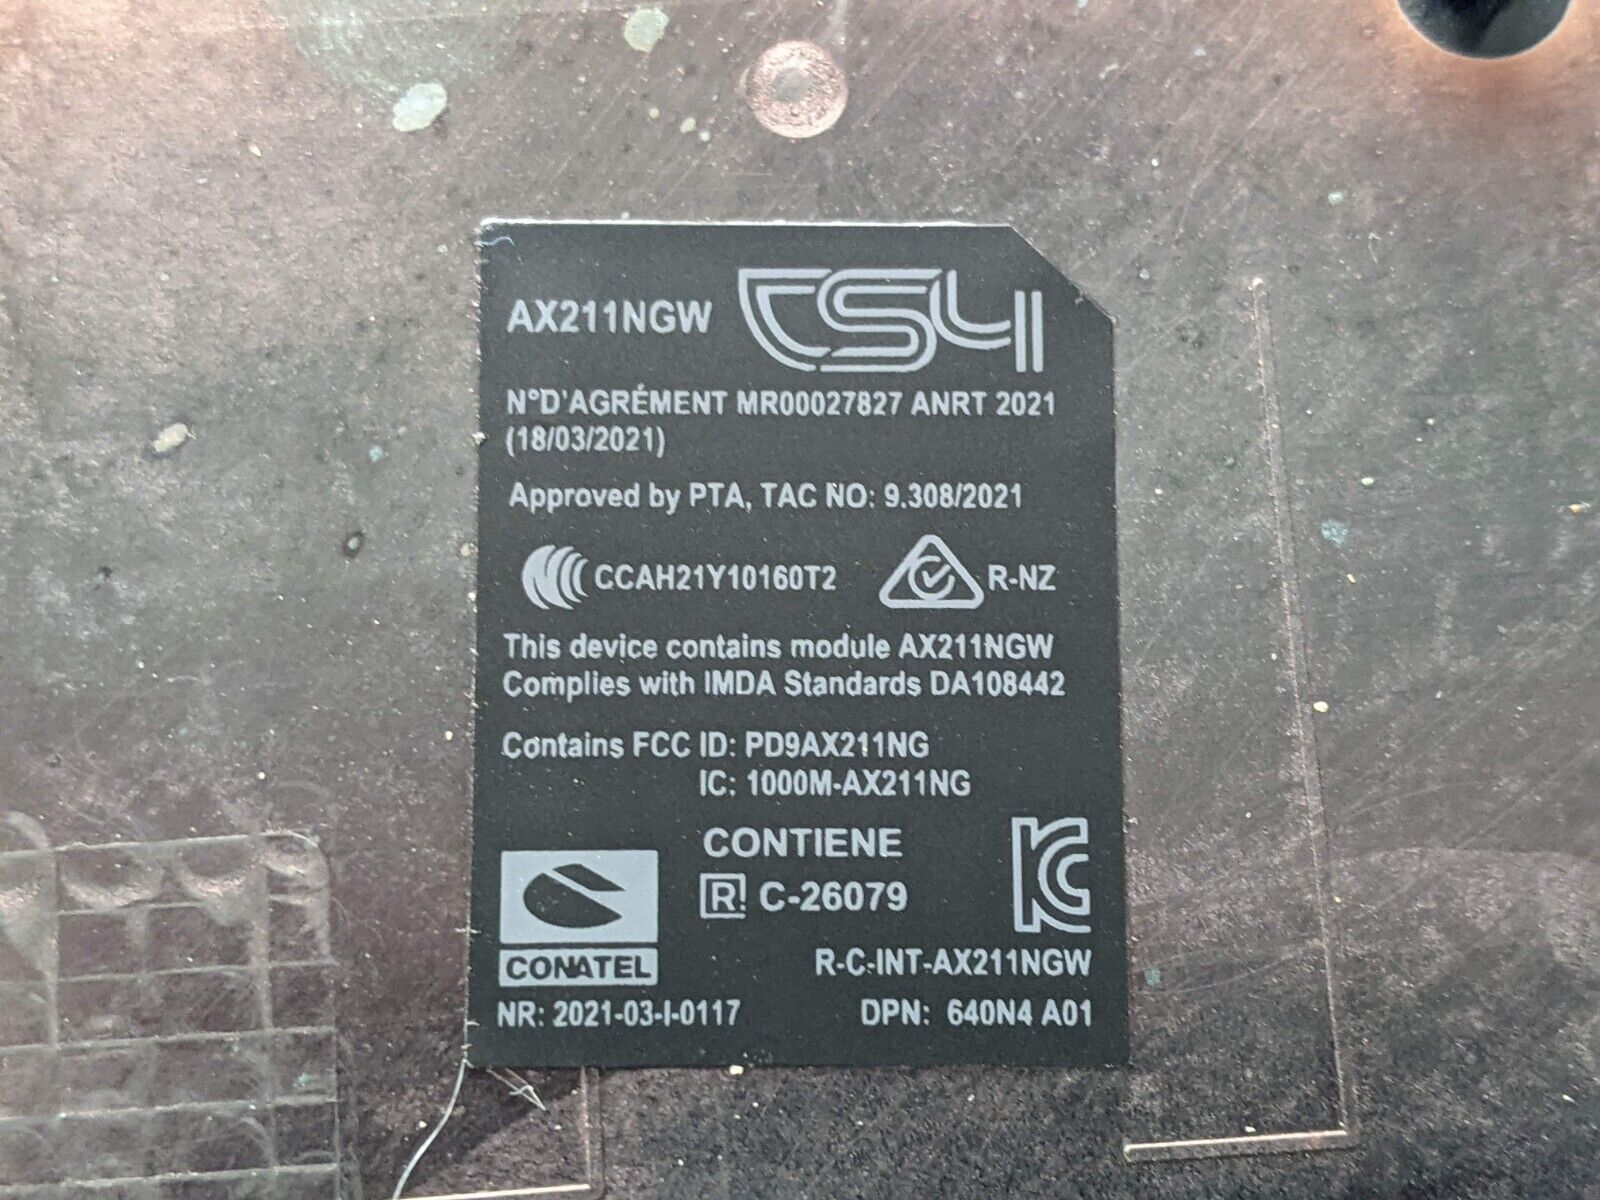 AX211NGW
N°D'AGRÉMENT MR00027827 ANRT 2021
(18/03/2021)
Approved by PTA, TAC NO: 9.308/2021
CCAH21Y10160T2 R-NZ
This device contains module AX211NGW
Complies with IMDA Standards DA108442
Contains FCC ID: PD9AX211NG
IC: 1000M-AX211NG
CONTIENE
R! C-26079
CONATEL
R-C-INT-AX211NGW
NR: 2021-03-I-0117 DPN: 640N4 A01